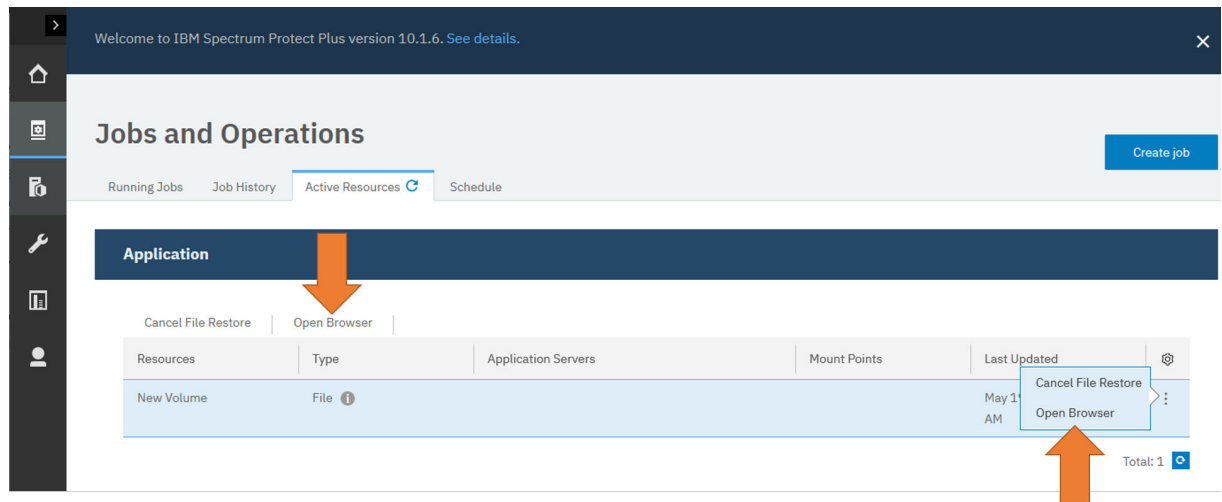 Welcome to IBM Spectrum Protect Plus version 10.1.6. See details.
Jobs and Operations
Create job
Running Jobs Job History Active Resources Schedule
Application
Cancel File Restore Open Browser
Resources Type Application Servers Mount Points Last Updated
New Volume File May
AM
Cancel File Restore
Open Browser
Total: 1